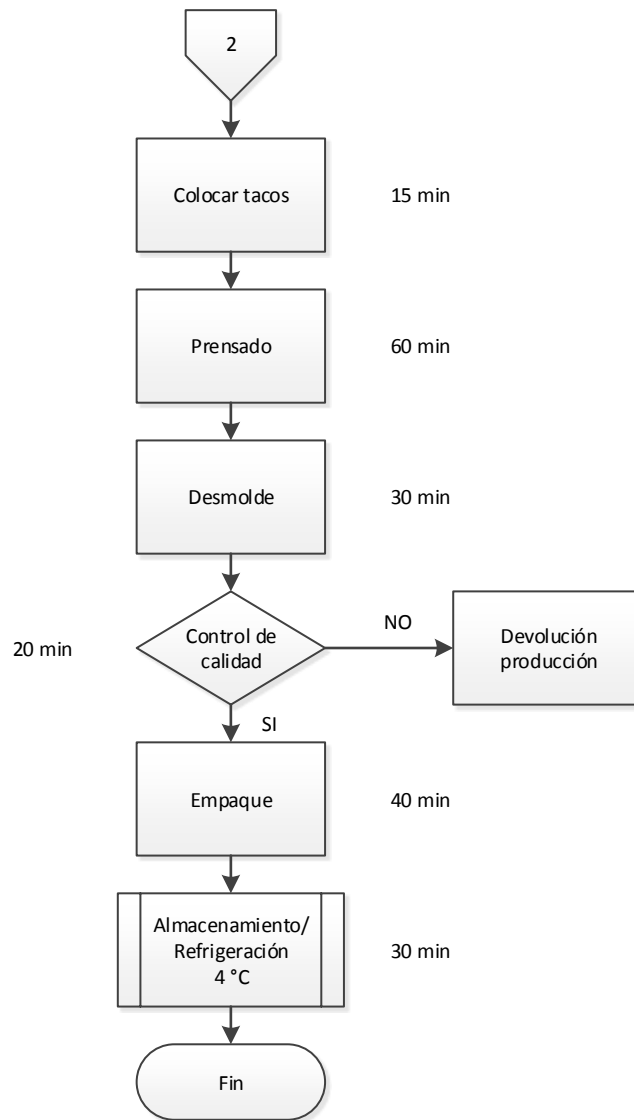 2
Colocar tacos
15 min
Prensado
60 min
Desmolde
30 min
20 min
Control de
calidad
NO
Devolución
producción
SI
Empaque
40 min
Almacenamiento/
Refrigeración
4 °C
30 min
Fin